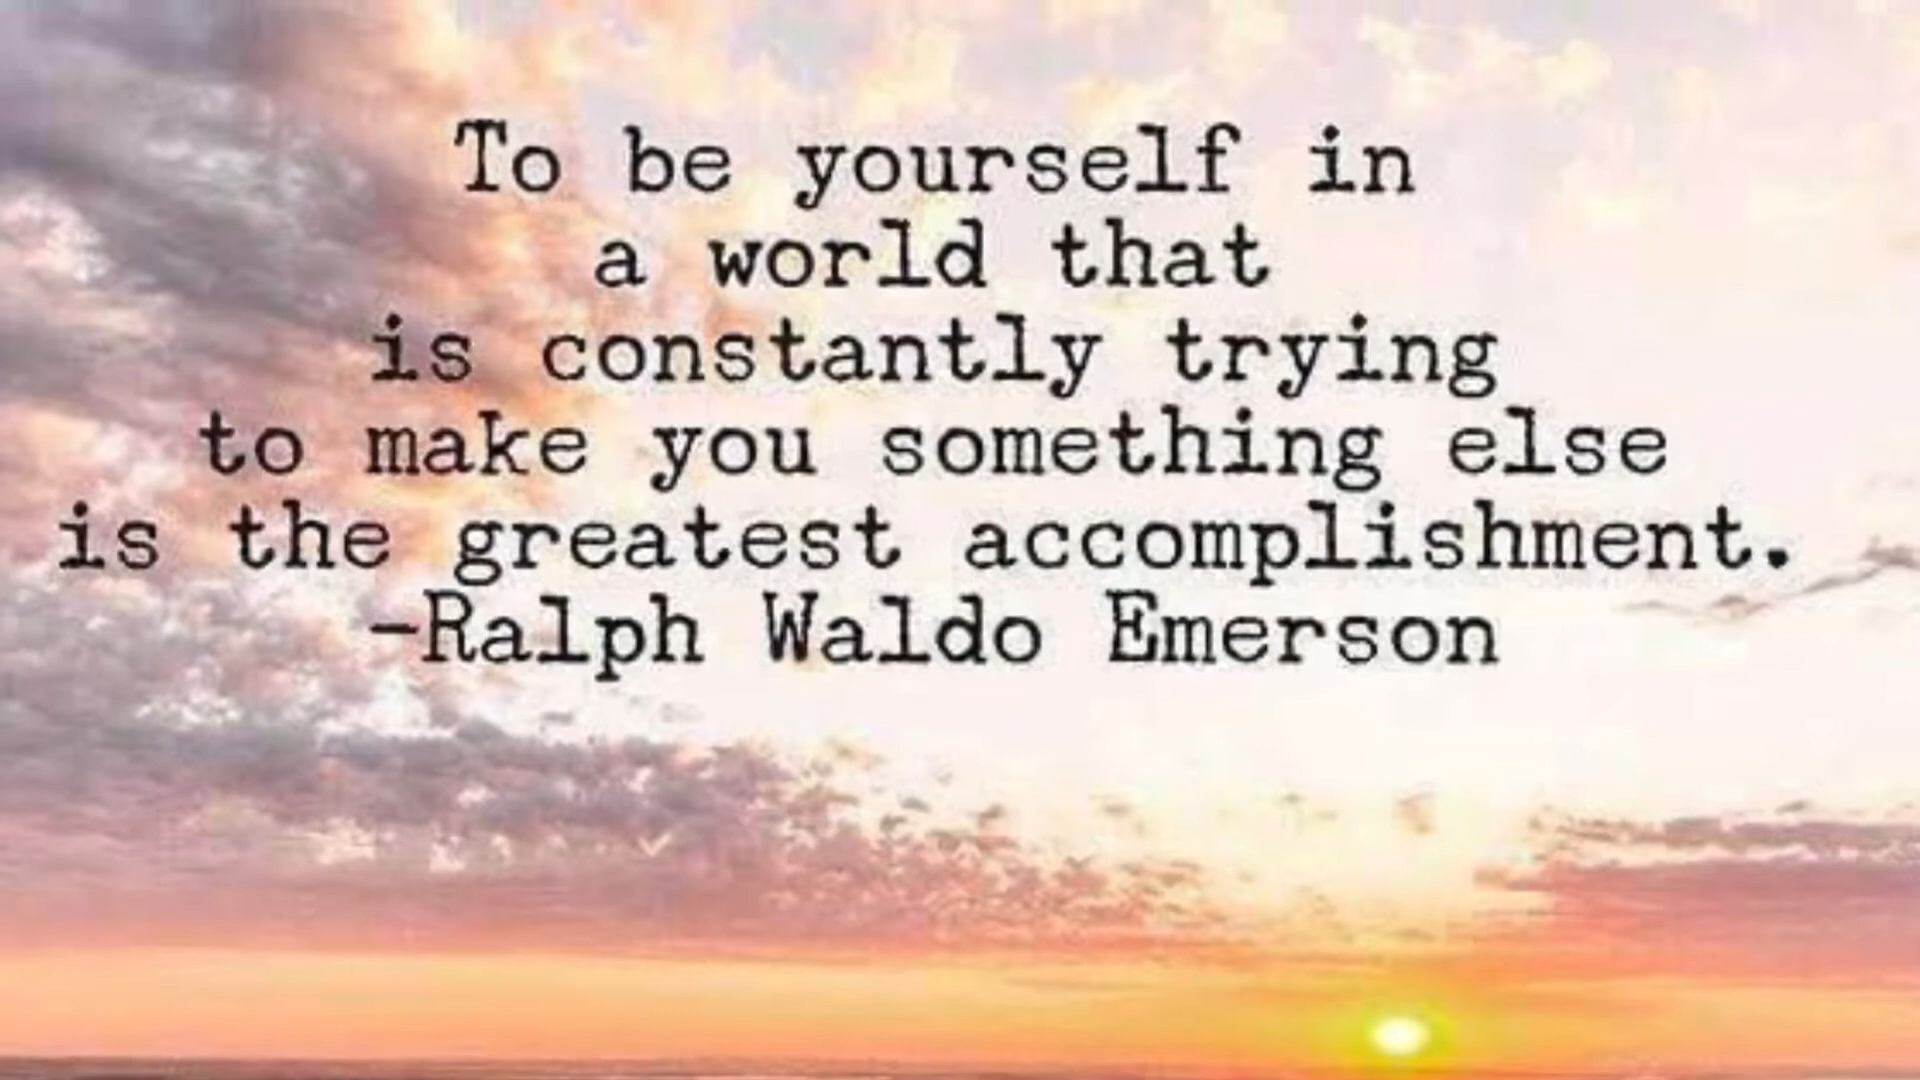 To be yourself in
a world that
is constantly trying
to make you something else
is the greatest accomplishment.
-Ralph Waldo Emerson